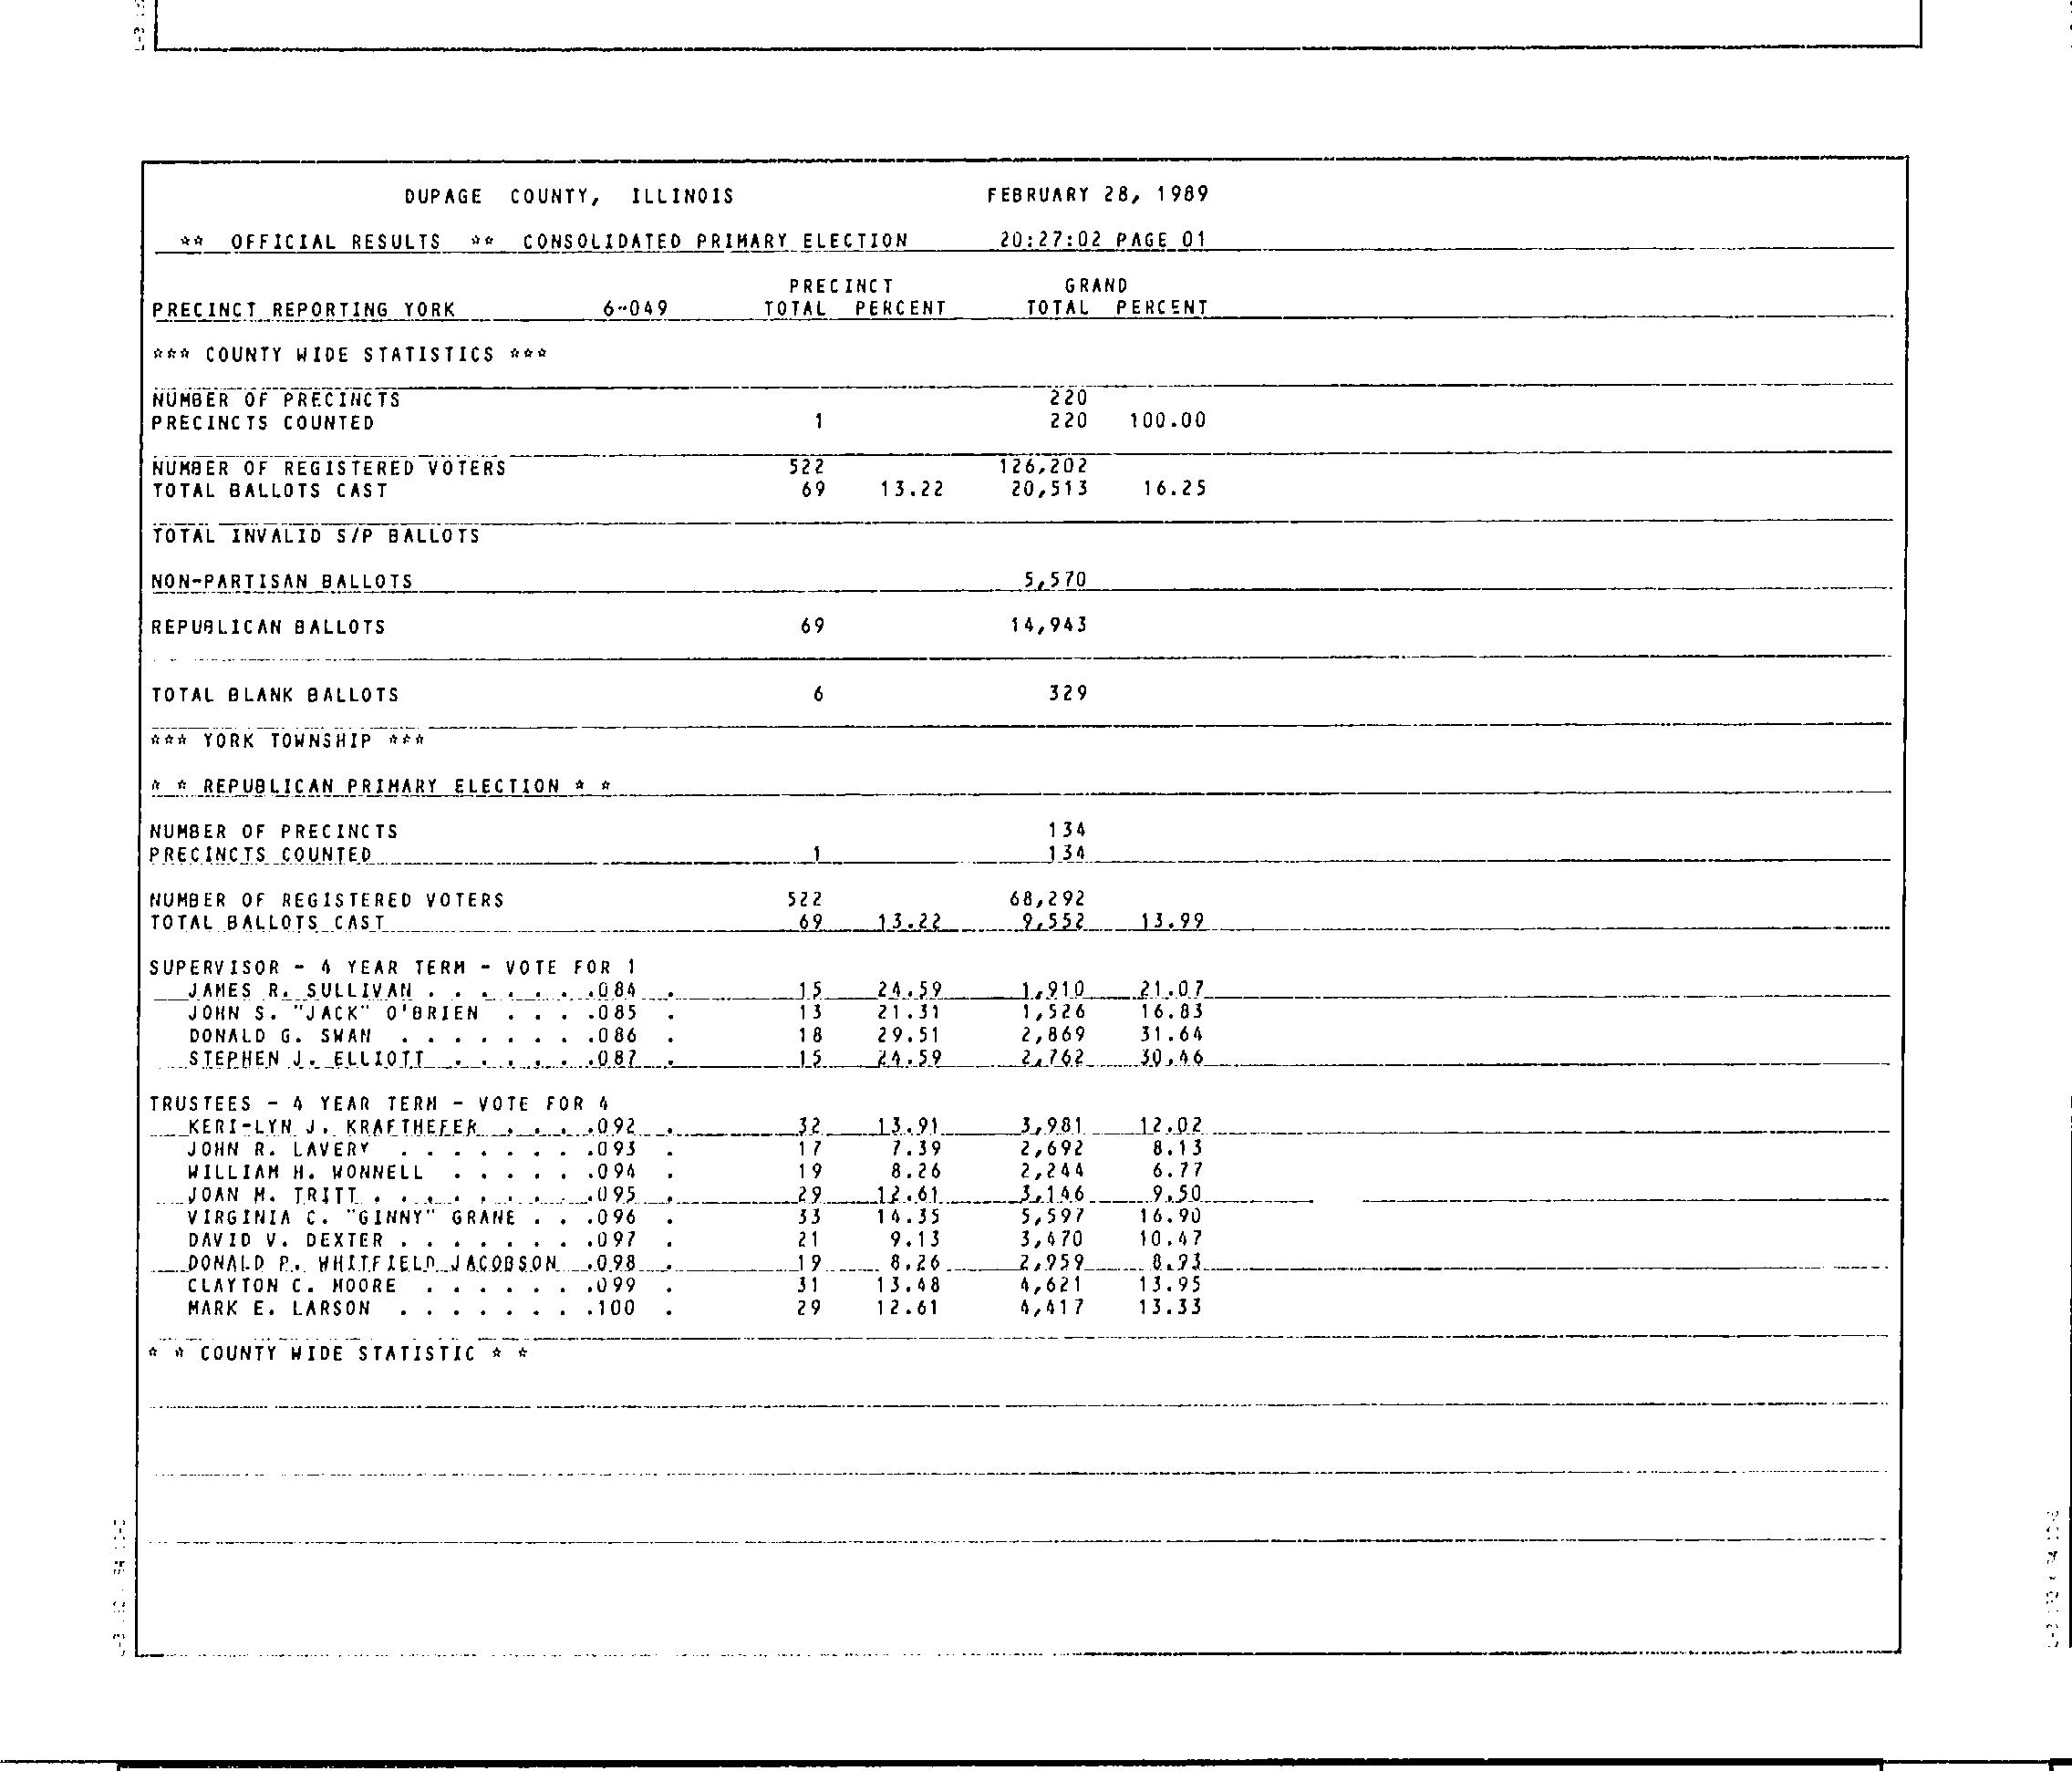 DUPAGE COUNTY, ILLINOIS FEBRUARY 28, 1989
** OFFICIAL RESULTS ** CONSOLIDATED PRIMARY ELECTION 20:27:02 PAGE 01
PRECINCT GRAND
PRECINCT REPORTING YORK 6-049 TOTAL PERCENT TOTAL PERCENT
*** COUNTY WIDE STATISTICS ***
NUMBER OF PRECINCTS 220
PRECINCTS COUNTED 1 220 100.00
NUMBER OF REGISTERED VOTERS 522 126,202
TOTAL BALLOTS CAST 69 13.22 20,513 16.25
TOTAL INVALID S/P BALLOTS
NON-PARTISAN BALLOTS 5,570
REPUBLICAN BALLOTS 69 14,943
TOTAL BLANK BALLOTS 6 329
*** YORK TOWNSHIP ***
* * REPUBLICAN PRIMARY ELECTION * *
NUMBER OF PRECINCTS 134
PRECINCTS COUNTED 1 134
NUMBER OF REGISTERED VOTERS 522 68,292
TOTAL BALLOTS CAST 69 13.22 9,552 13.99
SUPERVISOR - 4 YEAR TERM - VOTE FOR 1
JAMES R. SULLIVAN . . . . . . .084 . 15 24.59 1,910 21.07
JOHN S. "JACK" O'BRIEN . . . .085 . 13 21.31 1,526 16.83
DONALD G. SWAN . . . . . . . .086 . 18 29.51 2,869 31.64
STEPHEN J. ELLIOTT . . . . . .087 . 15 24.59 2,762 30.46
TRUSTEES - 4 YEAR TERM - VOTE FOR 4
KERI-LYN J. KRAFTHEFER . . . .092 . 32 13.91 3,981 12.02
JOHN R. LAVERY . . . . . . . .093 . 17 7.39 2,692 8.13
WILLIAM H. WONNELL . . . . . .094 . 19 8.26 2,244 6.77
JOAN M. TRITT . . . . . . . . .095 . 29 12.61 3,146 9.50
VIRGINIA C. "GINNY" GRANE . . .096 . 33 14.35 5,597 16.90
DAVID V. DEXTER . . . . . . . .097 . 21 9.13 3,470 10.47
DONALD P. WHITFIELD JACOBSON .098 . 19 8.26 2,959 8.93
CLAYTON C. MOORE . . . . . . .099 . 31 13.48 4,621 13.95
MARK E. LARSON . . . . . . . .100 . 29 12.61 4,417 13.33
* * COUNTY WIDE STATISTIC * *